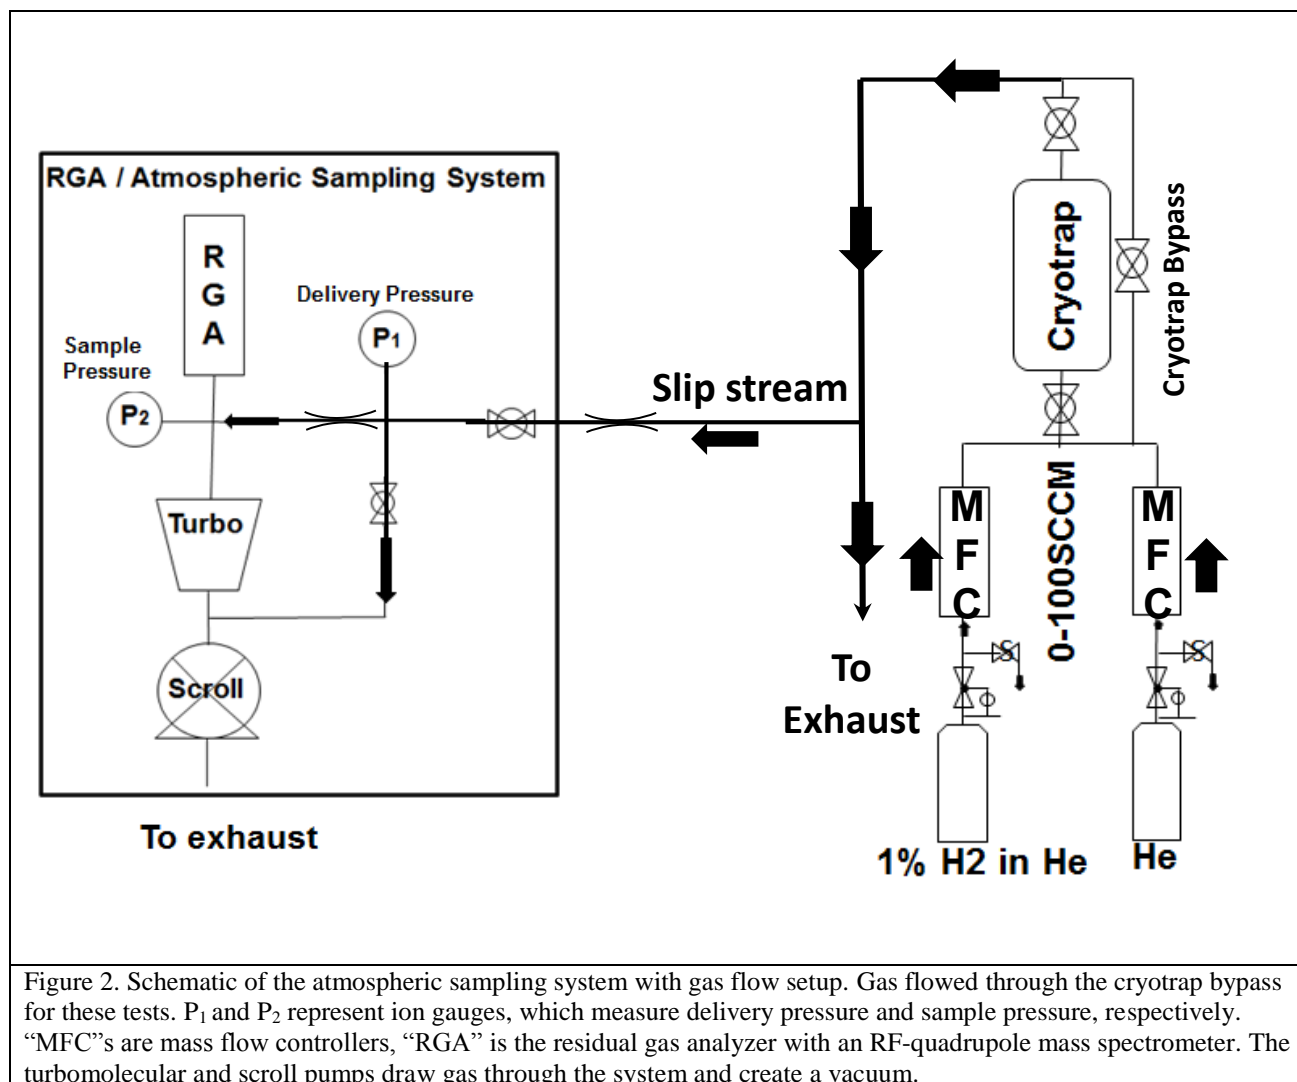 RGA / Atmospheric Sampling System
R
G
A
Delivery Pressure
P1
Sample
Pressure
P2
Slip stream
Turbo
Scroll
To exhaust
Cryotrap
Cryotrap Bypass
M
F
C
0-100SCCM
M
F
C
S
S
To
Exhaust
1% H2 in He
He
Figure 2. Schematic of the atmospheric sampling system with gas flow setup. Gas flowed through the cryotrap bypass
for these tests. P1 and P2 represent ion gauges, which measure delivery pressure and sample pressure, respectively.
“MFC”s are mass flow controllers, “RGA” is the residual gas analyzer with an RF-quadrupole mass spectrometer. The
turbomolecular and scroll pumps draw gas through the system and create a vacuum.